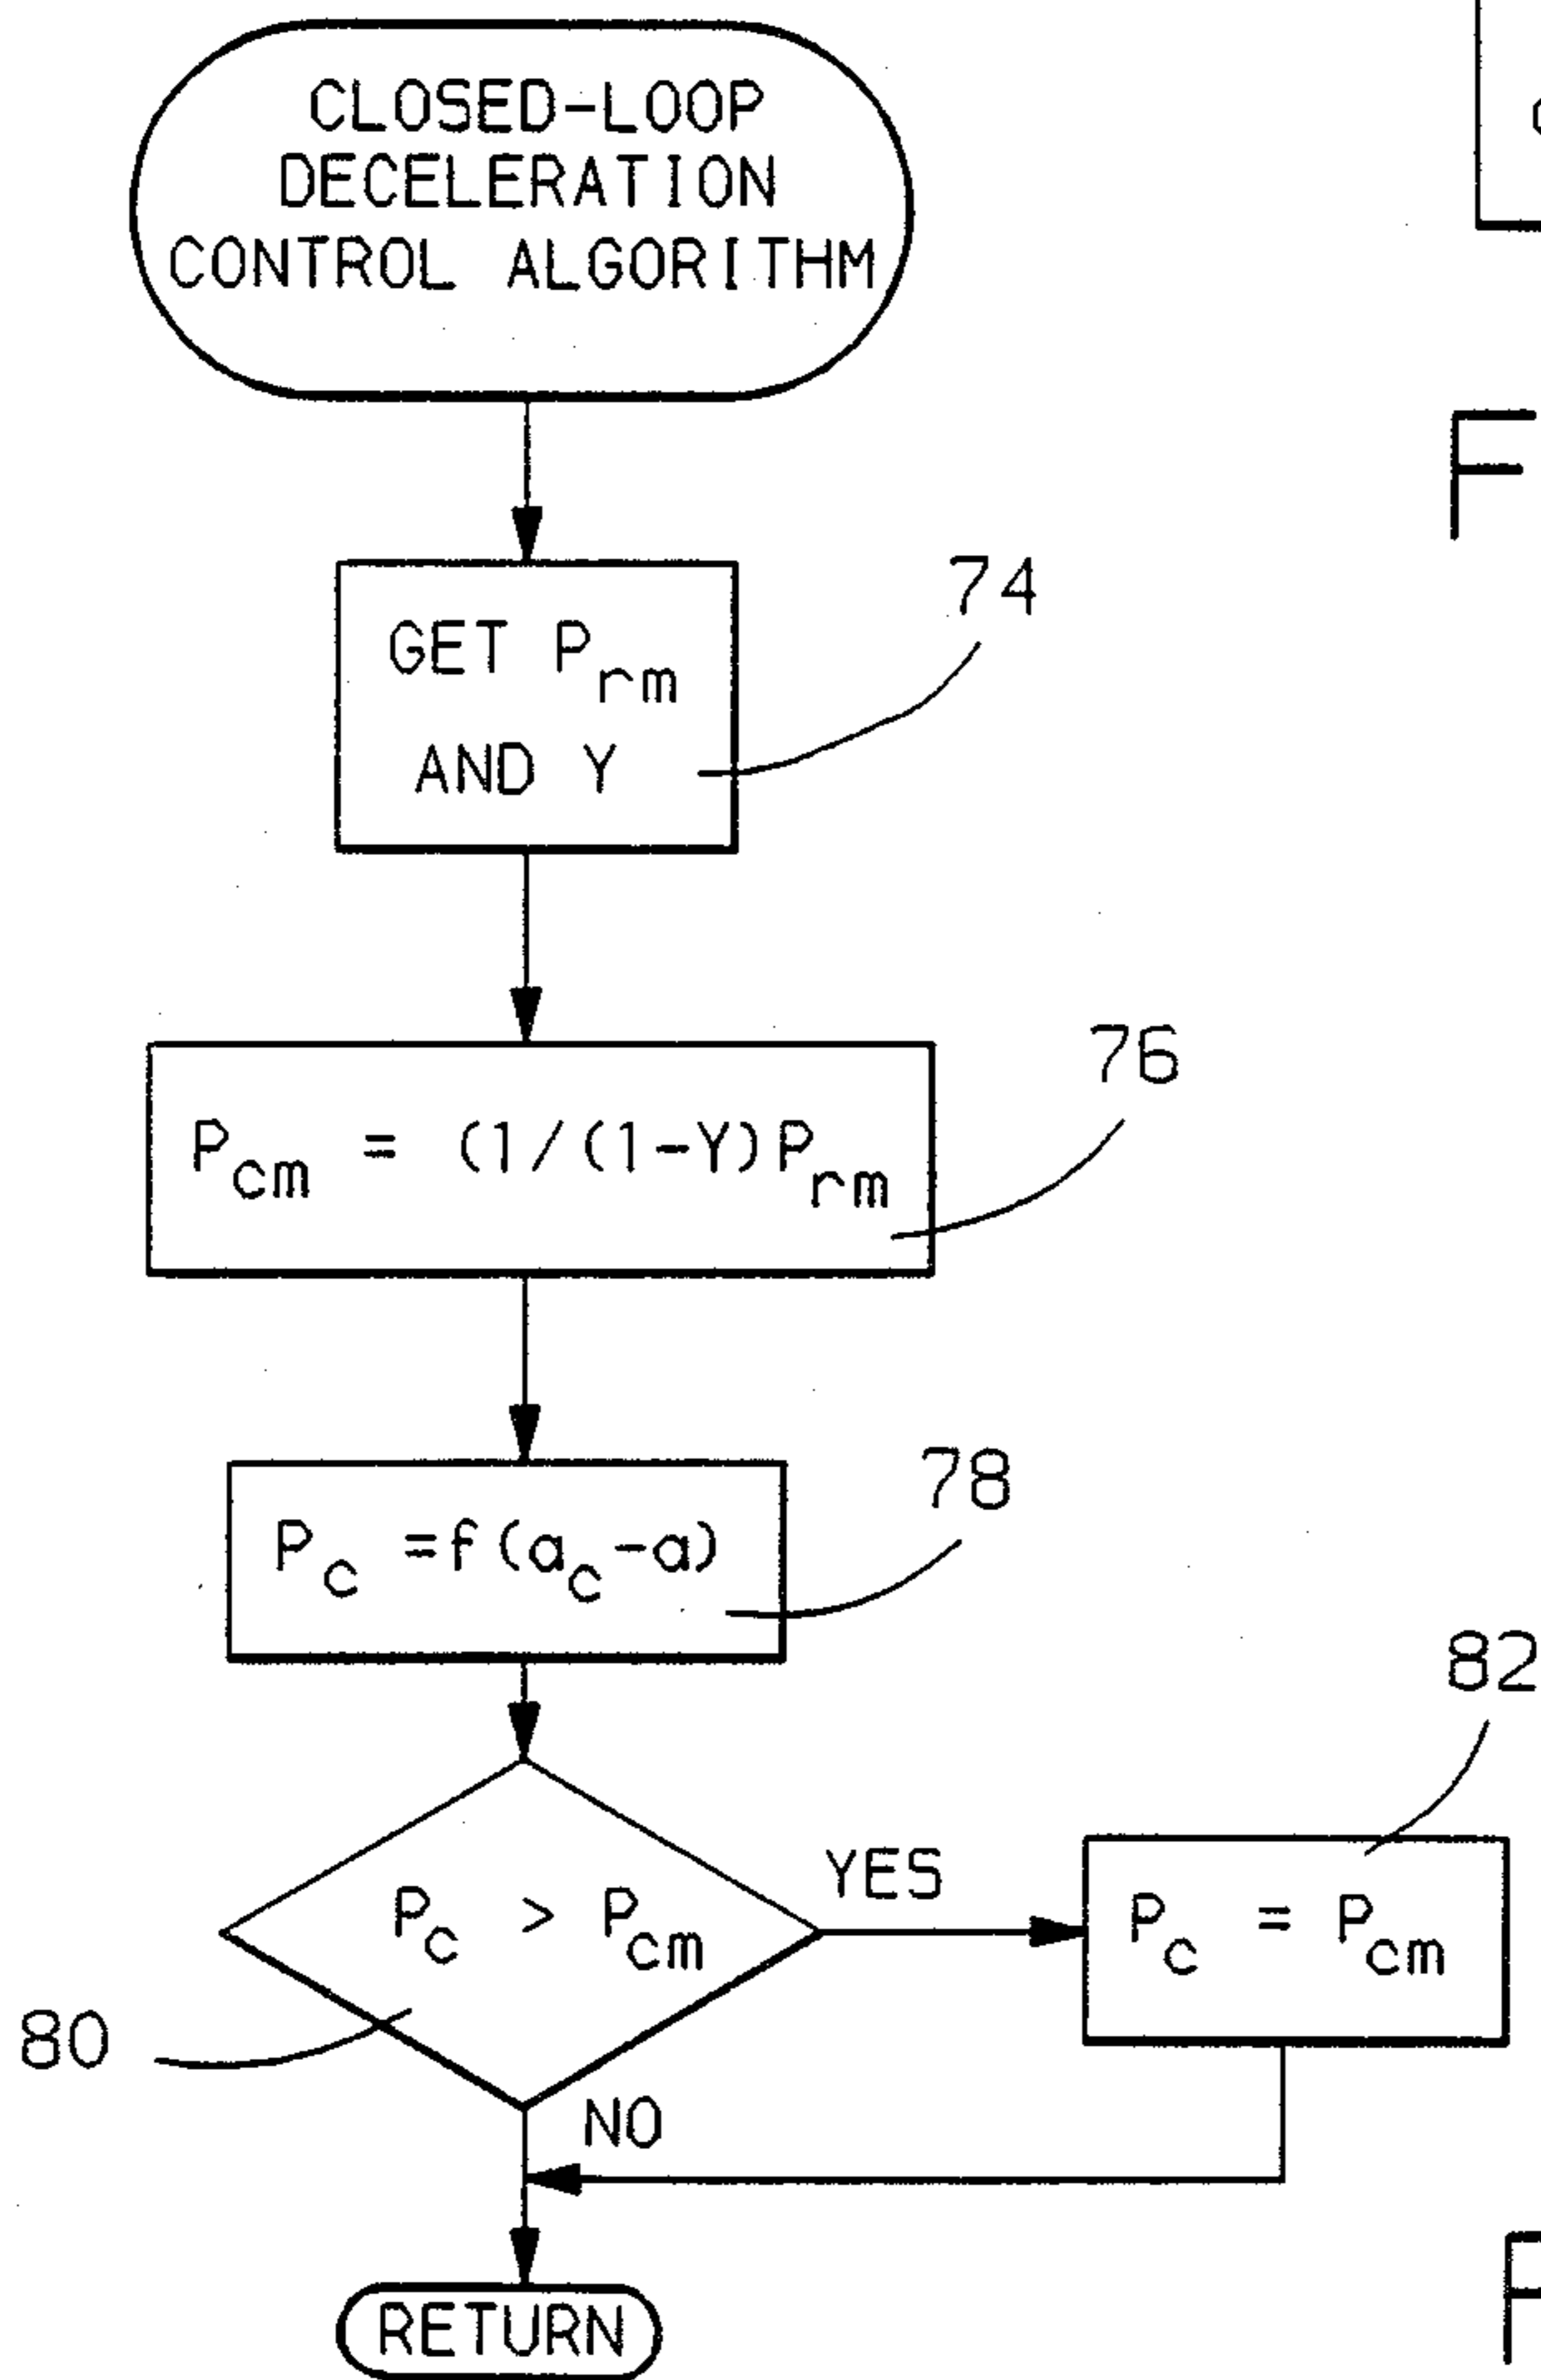 CLOSED-LOOP
DECELERATION
CONTROL ALGORITHM
74
GET P_rm
AND Y
76
P_cm = (1/(1-Y)P_rm
78
P_c =f(a_c-a)
82
P_c > P_cm
YES
P_c = P_cm
80
NO
RETURN